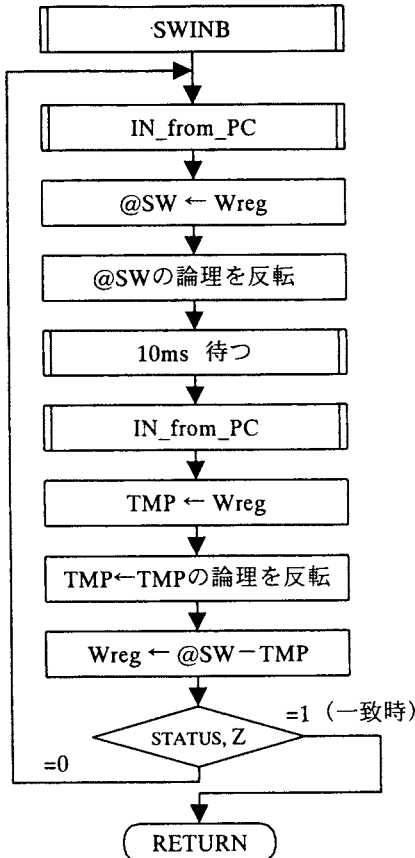 SWINB
IN_from_PC
@SW ← Wreg
@SWの論理を反転
10ms 待つ
IN_from_PC
TMP ← Wreg
TMP←TMPの論理を反転
Wreg ← @SW－TMP
=1（一致時）
STATUS, Z
=0
RETURN